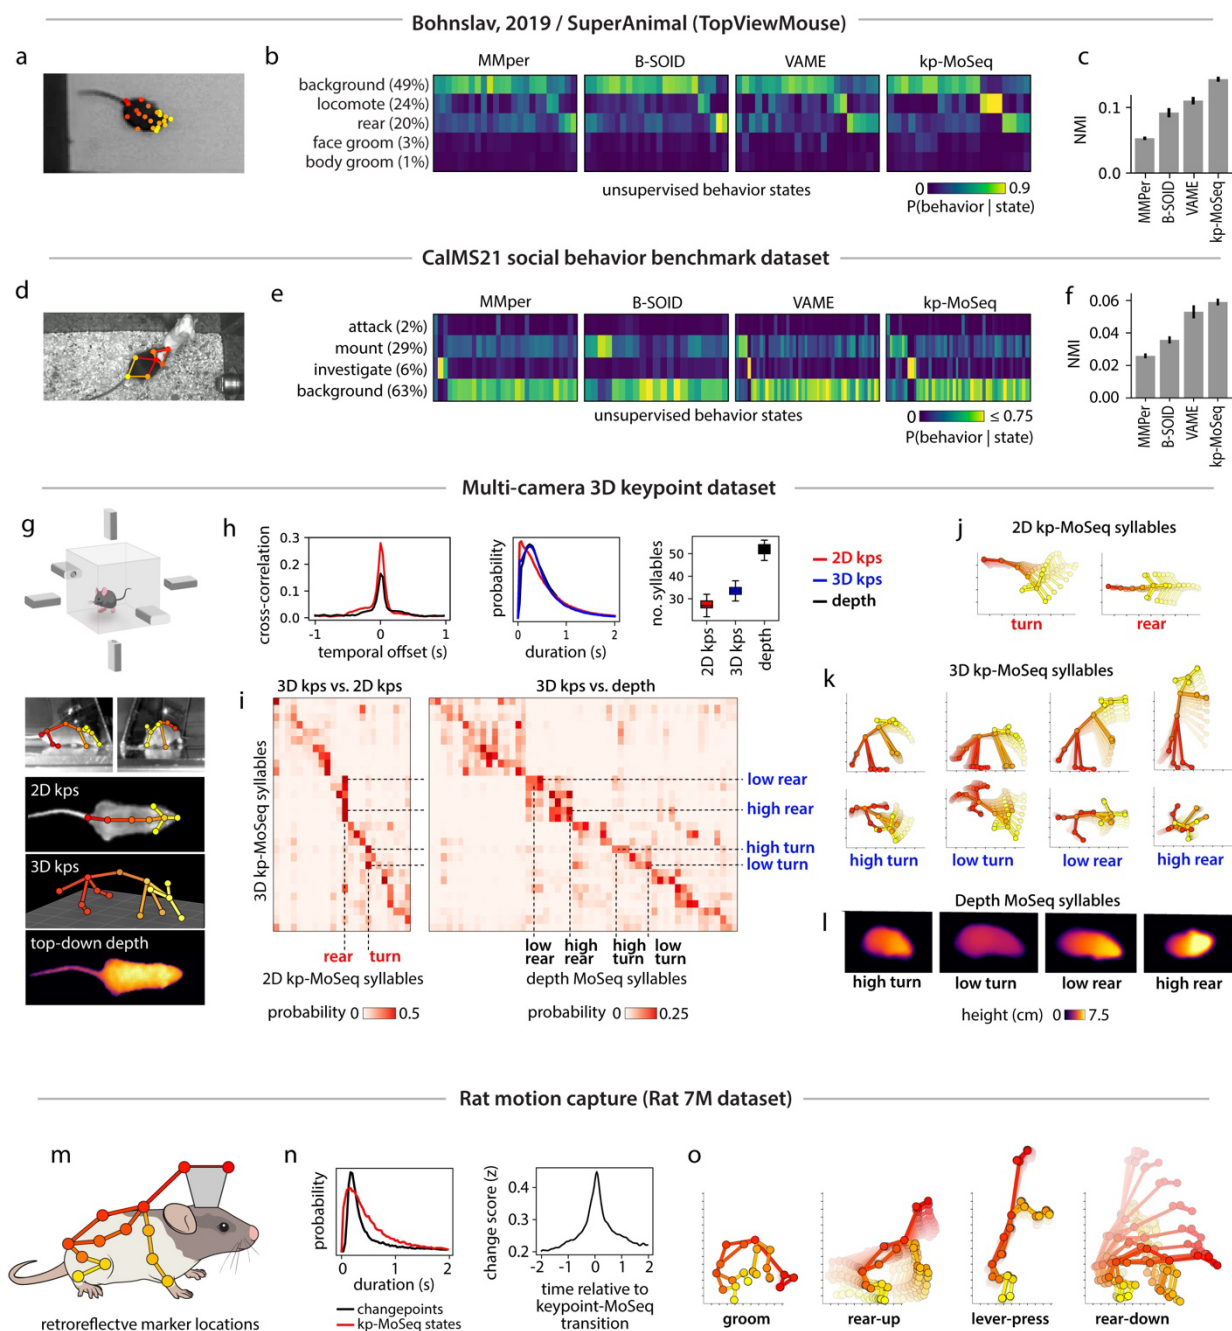 Bohnslav, 2019 / SuperAnimal (TopViewMouse)
a
b
MMper
B-SOID
VAME
kp-MoSeq
background (49%)
locomote (24%)
rear (20%)
face groom (3%)
body groom (1%)
unsupervised behavior states
0 0.9
P(behavior | state)
c
NMI
0.1
0.0
MMPer
B-SOID
VAME
kp-MoSeq
CalMS21 social behavior benchmark dataset
d
e
MMper
B-SOID
VAME
kp-MoSeq
attack (2%)
mount (29%)
investigate (6%)
background (63%)
unsupervised behavior states
0 ≤ 0.75
P(behavior | state)
f
NMI
0.06
0.04
0.02
0.00
MMPer
B-SOID
VAME
kp-MoSeq
Multi-camera 3D keypoint dataset
g
2D kps
3D kps
top-down depth
h
cross-correlation
0.3
0.2
0.1
0.0
-1 0 1
temporal offset (s)
probability
0 1 2
duration (s)
no. syllables
50
40
30
2D kps
3D kps
depth
2D kps
3D kps
depth
i
3D kps vs. 2D kps
3D kps vs. depth
3D kp-MoSeq syllables
low rear
high rear
high turn
low turn
rear turn
2D kp-MoSeq syllables
low rear
high rear
high turn
low turn
depth MoSeq syllables
probability 0 0.5
probability 0 0.25
j
2D kp-MoSeq syllables
turn
rear
k
3D kp-MoSeq syllables
high turn
low turn
low rear
high rear
l
Depth MoSeq syllables
high turn
low turn
low rear
high rear
height (cm) 0 7.5
Rat motion capture (Rat 7M dataset)
m
retroreflectve marker locations
n
probability
0 1 2
duration (s)
changepoints
kp-MoSeq states
change score (z)
0.4
0.3
0.2
-2 -1 0 1 2
time relative to
keypoint-MoSeq
transition
o
groom
rear-up
lever-press
rear-down